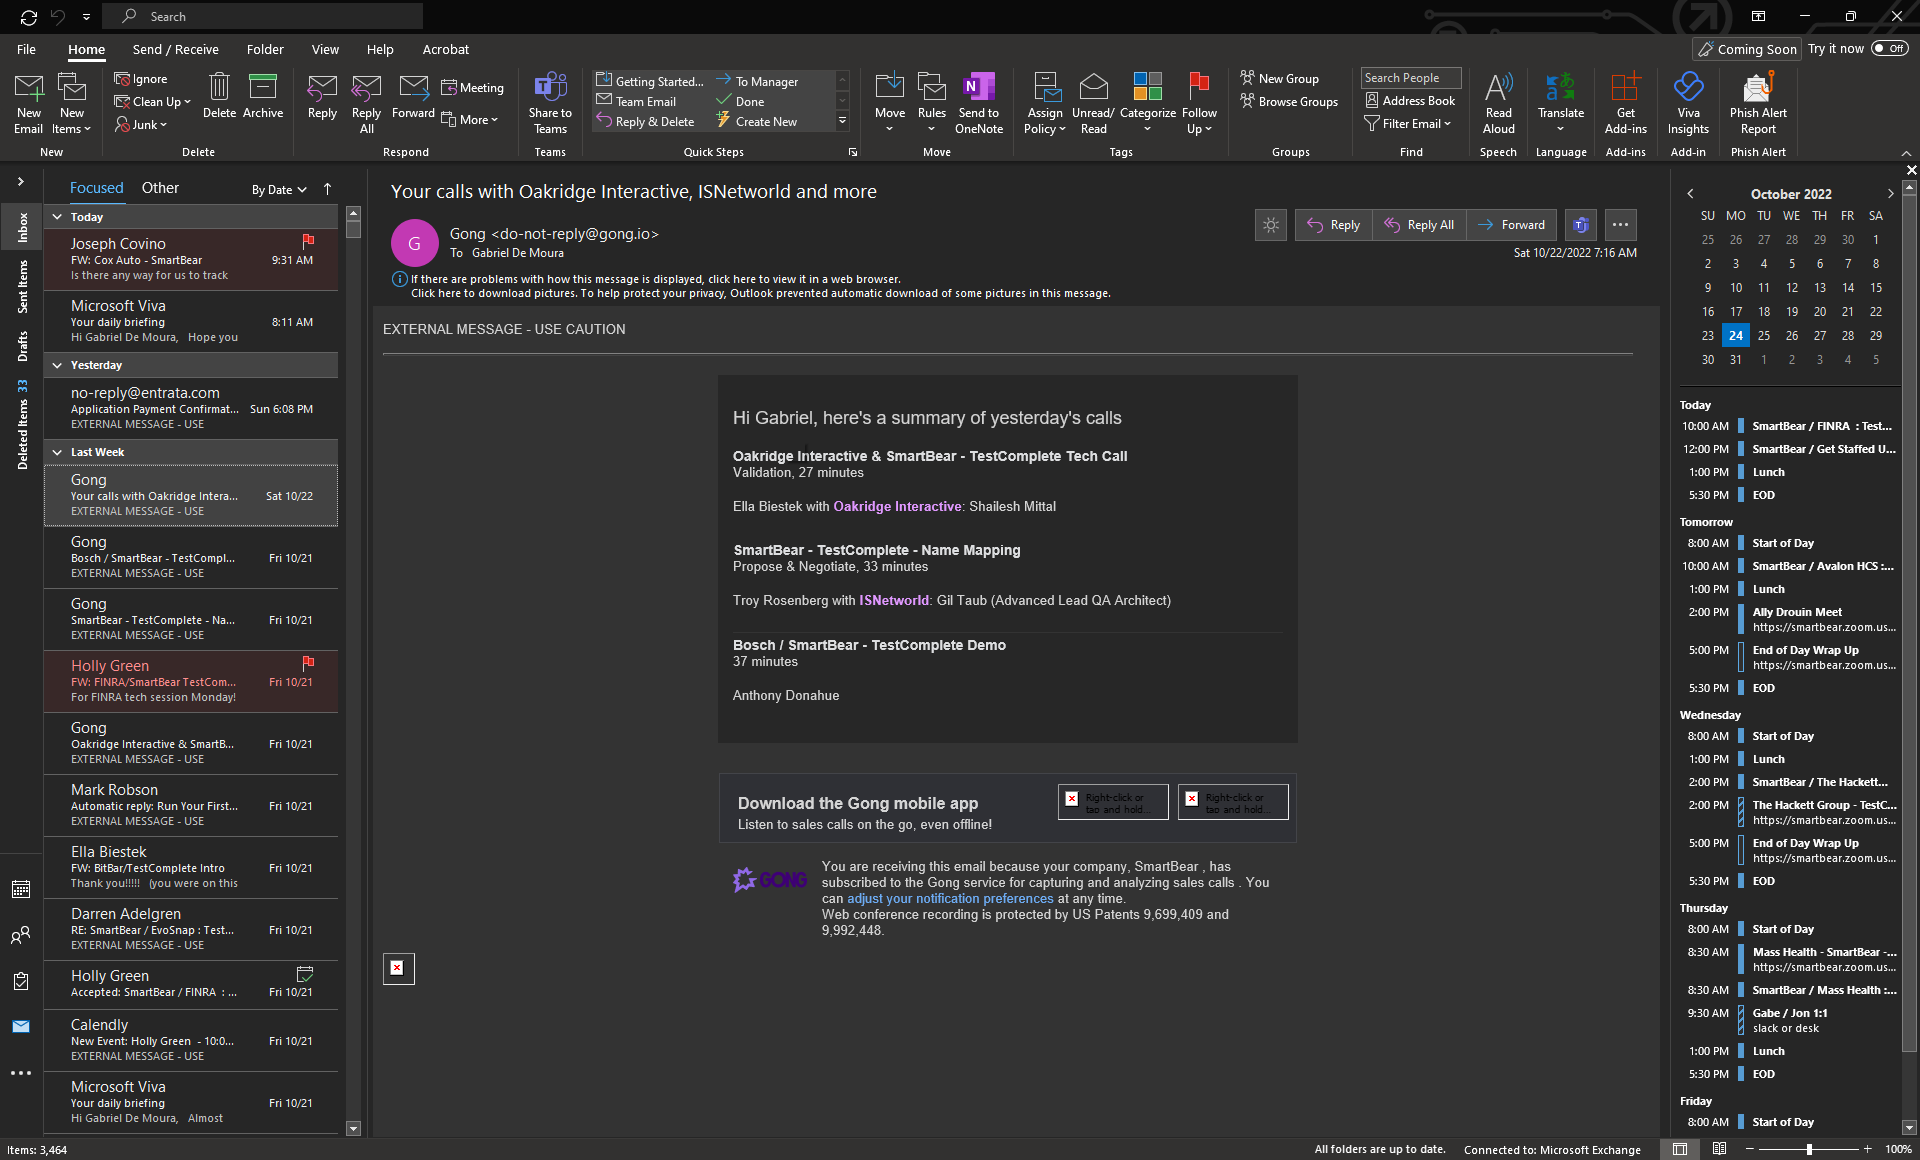 Search
File Home Send / Receive Folder View Help Acrobat
Coming Soon Try it now Off
New Email
New Items
New
Ignore
Clean Up
Junk
Delete
Archive
Delete
Reply
Reply All
Forward
Meeting
More
Respond
Share to Teams
Teams
Getting Started...
Team Email
Reply & Delete
To Manager
Done
Create New
Quick Steps
Move
Rules
Send to OneNote
Move
Assign Policy
Unread/ Read
Categorize
Follow Up
Tags
New Group
Browse Groups
Groups
Search People
Address Book
Filter Email
Find
Read Aloud
Speech
Translate
Language
Get Add-ins
Add-ins
Viva Insights
Add-in
Phish Alert Report
Phish Alert
Inbox
Sent Items
Drafts
Deleted Items 33
Focused Other By Date
Today
Joseph Covino
FW: Cox Auto - SmartBear 9:31 AM
Is there any way for us to track
Microsoft Viva
Your daily briefing 8:11 AM
Hi Gabriel De Moura, Hope you
Yesterday
no-reply@entrata.com
Application Payment Confirmat... Sun 6:08 PM
EXTERNAL MESSAGE - USE
Last Week
Gong
Your calls with Oakridge Intera... Sat 10/22
EXTERNAL MESSAGE - USE
Gong
Bosch / SmartBear - TestCompl... Fri 10/21
EXTERNAL MESSAGE - USE
Gong
SmartBear - TestComplete - Na... Fri 10/21
EXTERNAL MESSAGE - USE
Holly Green
FW: FINRA/SmartBear TestCom... Fri 10/21
For FINRA tech session Monday!
Gong
Oakridge Interactive & SmartB... Fri 10/21
EXTERNAL MESSAGE - USE
Mark Robson
Automatic reply: Run Your First... Fri 10/21
EXTERNAL MESSAGE - USE
Ella Biestek
FW: BitBar/TestComplete Intro Fri 10/21
Thank you!!!!! (you were on this
Darren Adelgren
RE: SmartBear / EvoSnap : Test... Fri 10/21
EXTERNAL MESSAGE - USE
Holly Green
Accepted: SmartBear / FINRA : ... Fri 10/21
Calendly
New Event: Holly Green - 10:0... Fri 10/21
EXTERNAL MESSAGE - USE
Microsoft Viva
Your daily briefing Fri 10/21
Hi Gabriel De Moura, Almost
Your calls with Oakridge Interactive, ISNetworld and more
G
Gong <do-not-reply@gong.io>
To Gabriel De Moura
Reply Reply All Forward
Sat 10/22/2022 7:16 AM
If there are problems with how this message is displayed, click here to view it in a web browser.
Click here to download pictures. To help protect your privacy, Outlook prevented automatic download of some pictures in this message.
EXTERNAL MESSAGE - USE CAUTION
Hi Gabriel, here's a summary of yesterday's calls
Oakridge Interactive & SmartBear - TestComplete Tech Call
Validation, 27 minutes
Ella Biestek with Oakridge Interactive: Shailesh Mittal
SmartBear - TestComplete - Name Mapping
Propose & Negotiate, 33 minutes
Troy Rosenberg with ISNetworld: Gil Taub (Advanced Lead QA Architect)
Bosch / SmartBear - TestComplete Demo
37 minutes
Anthony Donahue
Download the Gong mobile app
Listen to sales calls on the go, even offline!
Right-click or
tap and hold...
Right-click or
tap and hold...
GONG
You are receiving this email because your company, SmartBear , has
subscribed to the Gong service for capturing and analyzing sales calls . You
can adjust your notification preferences at any time.
Web conference recording is protected by US Patents 9,699,409 and
9,992,448.
October 2022
SU MO TU WE TH FR SA
25 26 27 28 29 30 1
2 3 4 5 6 7 8
9 10 11 12 13 14 15
16 17 18 19 20 21 22
23 24 25 26 27 28 29
30 31 1 2 3 4 5
Today
10:00 AM SmartBear / FINRA : Test...
12:00 PM SmartBear / Get Staffed U...
1:00 PM Lunch
5:30 PM EOD
Tomorrow
8:00 AM Start of Day
10:00 AM SmartBear / Avalon HCS :...
1:00 PM Lunch
2:00 PM Ally Drouin Meet
https://smartbear.zoom.us...
5:00 PM End of Day Wrap Up
https://smartbear.zoom.us...
5:30 PM EOD
Wednesday
8:00 AM Start of Day
1:00 PM Lunch
2:00 PM SmartBear / The Hackett...
2:00 PM The Hackett Group - TestC...
https://smartbear.zoom.us...
5:00 PM End of Day Wrap Up
https://smartbear.zoom.us...
5:30 PM EOD
Thursday
8:00 AM Start of Day
8:30 AM Mass Health - SmartBear -...
https://smartbear.zoom.us...
8:30 AM SmartBear / Mass Health :...
9:30 AM Gabe / Jon 1:1
slack or desk
1:00 PM Lunch
5:30 PM EOD
Friday
8:00 AM Start of Day
Items: 3,464
All folders are up to date. Connected to: Microsoft Exchange 100%